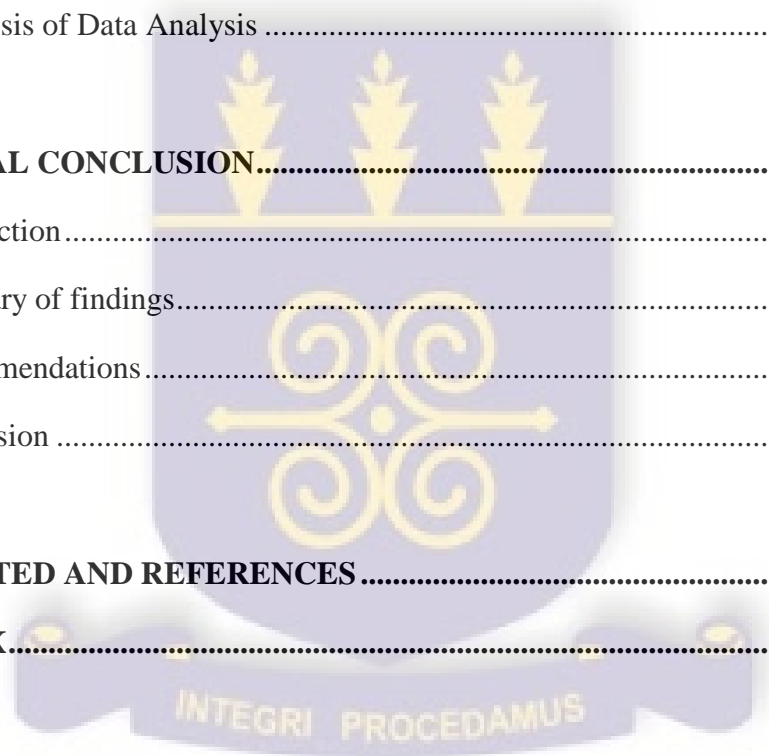 sis of Data Analysis ......................................................................
AL CONCLUSION......................................................................
ction......................................................................
ry of findings......................................................................
mendations......................................................................
sion ......................................................................
TED AND REFERENCES......................................................................
K......................................................................
INTEGRI PROCEDAMUS